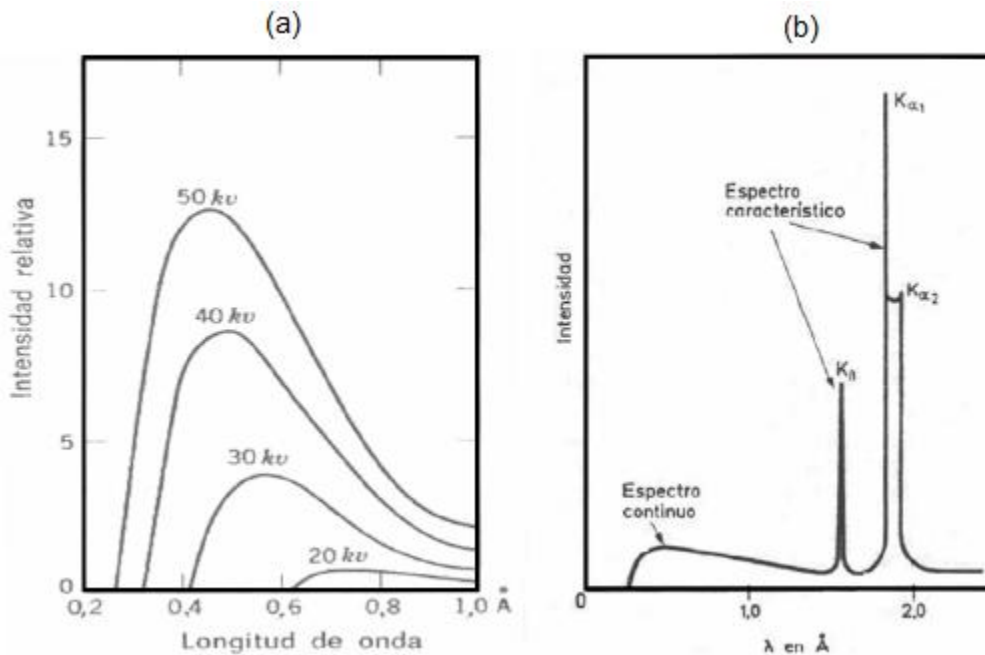 (a)
15
10
5
0
Intensidad relativa
50 kv
40 kv
30 kv
20 kv
0,2
0,4
0,6
0,8
1,0 Å
Longitud de onda
(b)
Intensidad
Kα1
Espectro
característico
Kα2
Kβ
Espectro
continuo
0
1,0
2,0
λ en Å